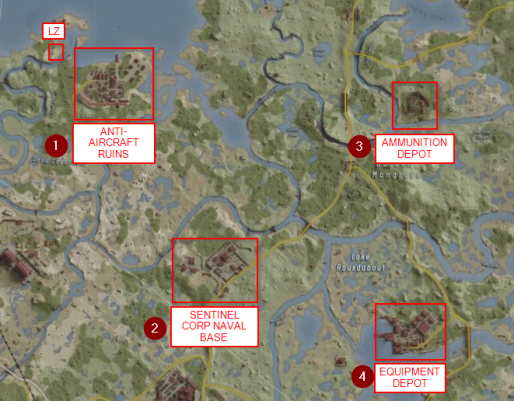 LZ
1
ANTI-
AIRCRAFT
RUINS
3
AMMUNITION
DEPOT
Lake
Roundabout
2
SENTINEL
CORP NAVAL
BASE
4
EQUIPMENT
DEPOT